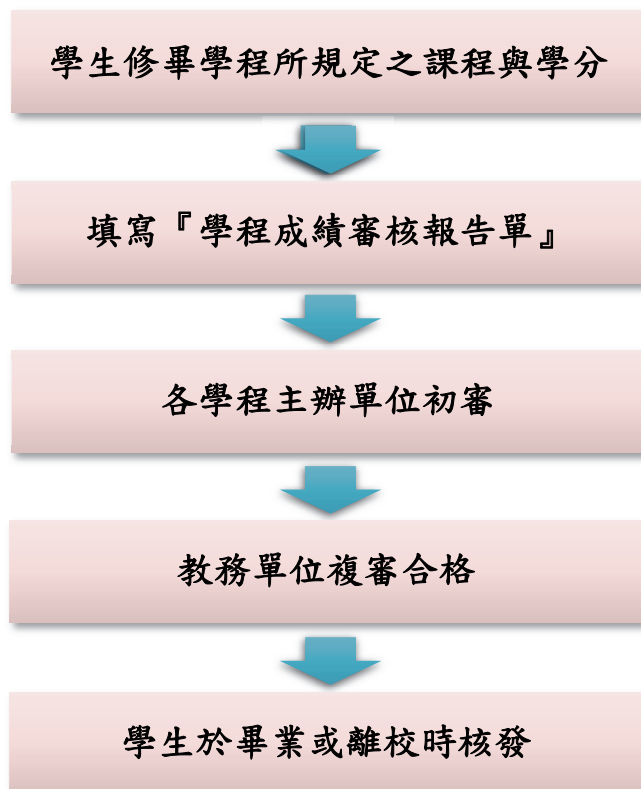 學生修畢學程所規定之課程與學分
填寫『學程成績審核報告單』
各學程主辦單位初審
教務單位複審合格
學生於畢業或離校時核發